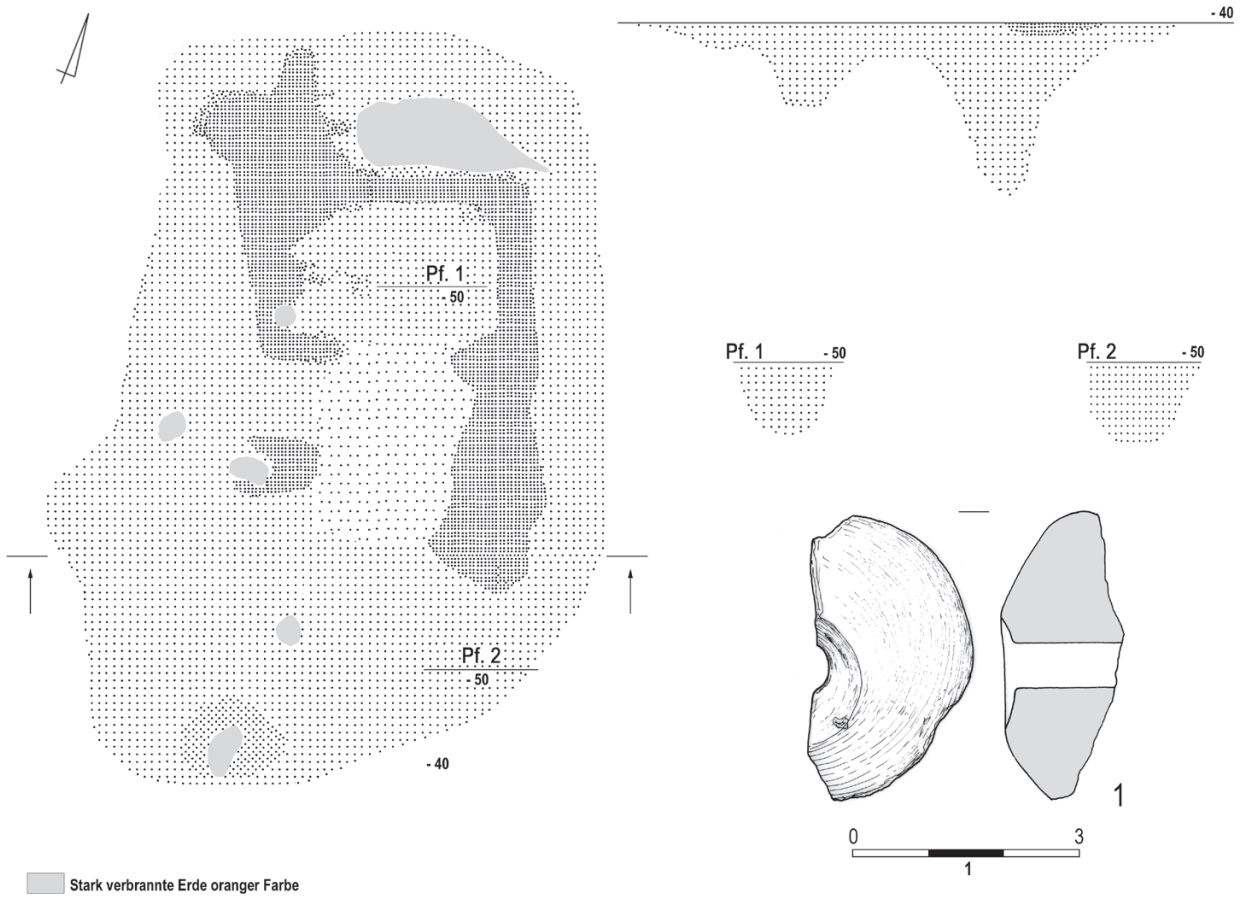 - 40
Pf. 1
- 50
Pf. 1 - 50
Pf. 2 - 50
Pf. 2
- 50
- 40
1
0 3
1
Stark verbrannte Erde oranger Farbe